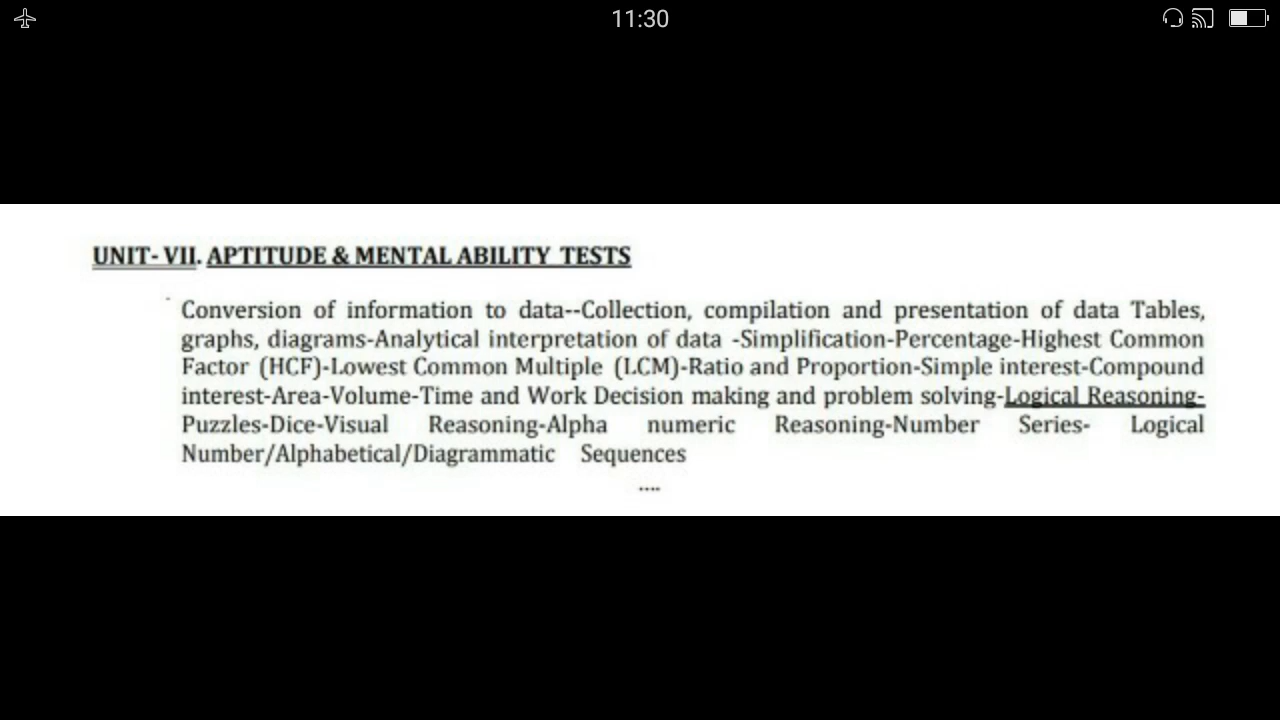 11:30
UNIT- VII. APTITUDE & MENTAL ABILITY TESTS
Conversion of information to data--Collection, compilation and presentation of data Tables,
graphs, diagrams-Analytical interpretation of data -Simplification-Percentage-Highest Common
Factor (HCF)-Lowest Common Multiple (LCM)-Ratio and Proportion-Simple interest-Compound
interest-Area-Volume-Time and Work Decision making and problem solving-Logical Reasoning-
Puzzles-Dice-Visual Reasoning-Alpha numeric Reasoning-Number Series- Logical
Number/Alphabetical/Diagrammatic Sequences
....